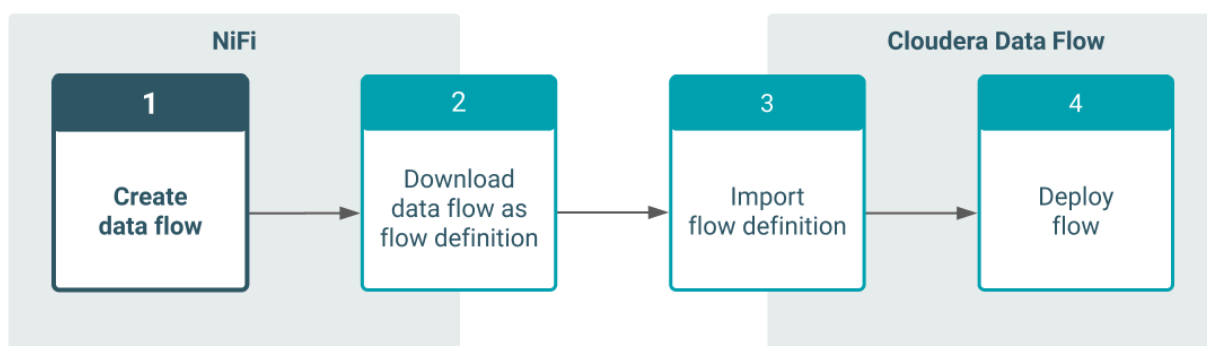 NiFi
Cloudera Data Flow
1
Create
data flow
2
Download
data flow as
flow definition
3
Import
flow definition
4
Deploy
flow